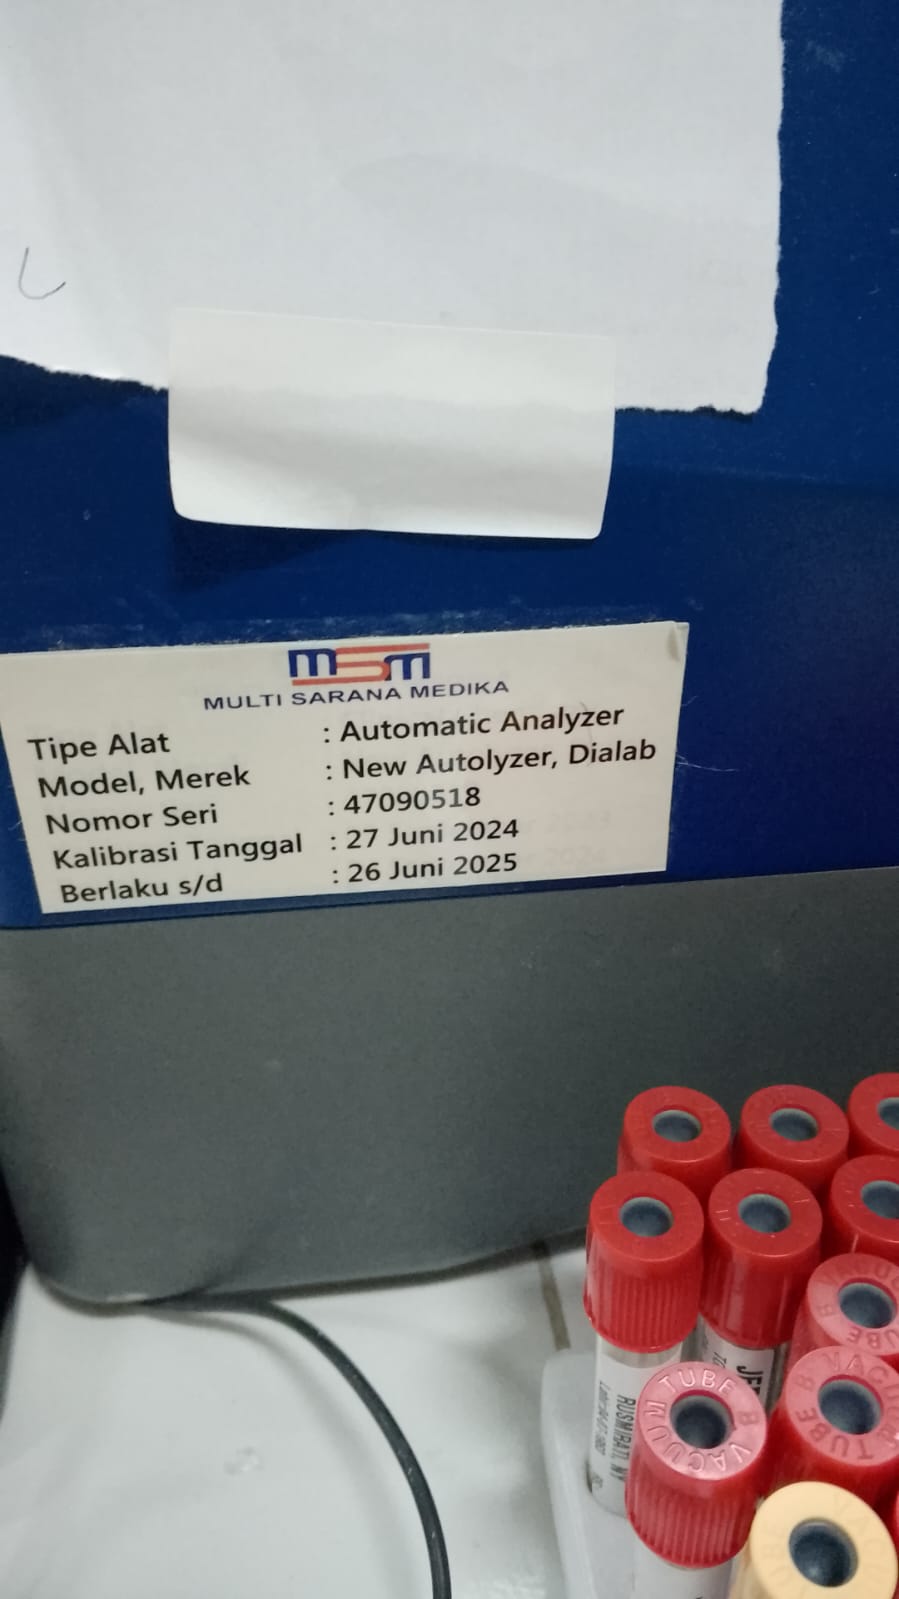 msm
MULTI SARANA MEDIKA
Tipe Alat : Automatic Analyzer
Model, Merek : New Autolyzer, Dialab
Nomor Seri : 47090518
Kalibrasi Tanggal : 27 Juni 2024
Berlaku s/d : 26 Juni 2025
VACUUM TUBE
VACUUM TUBE
RUSMIRATI, NY